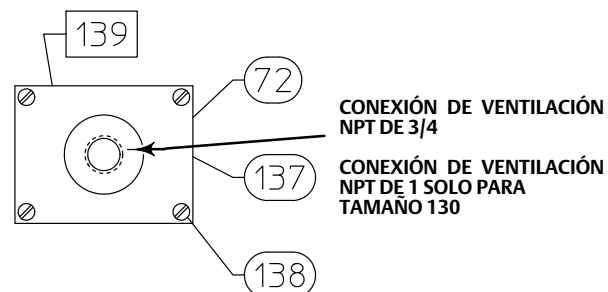 139
72
CONEXIÓN DE VENTILACIÓN
NPT DE 3/4
137
CONEXIÓN DE VENTILACIÓN
NPT DE 1 SOLO PARA
TAMAÑO 130
138